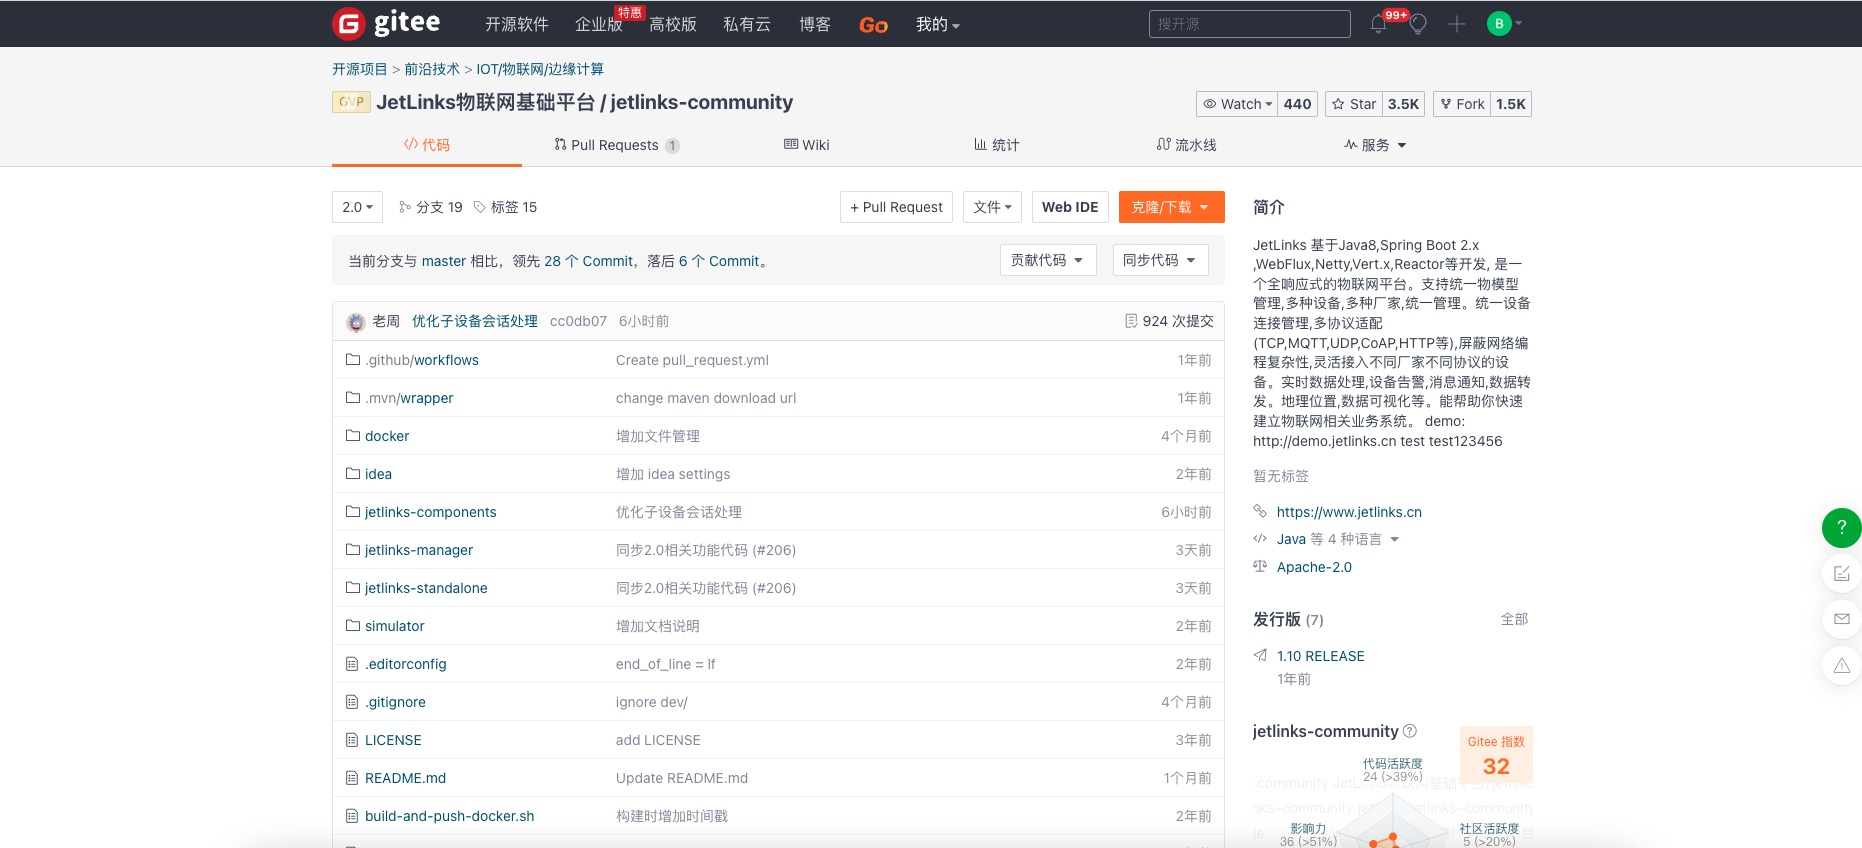 gitee 开源软件 企业版 特惠 高校版 私有云 博客 Go 我的 搜开源 99+ B
开源项目 > 前沿技术 > IOT/物联网/边缘计算
GVP JetLinks物联网基础平台 / jetlinks-community
Watch 440 Star 3.5K Fork 1.5K
代码 Pull Requests 1 Wiki 统计 流水线 服务
2.0 分支 19 标签 15 + Pull Request 文件 Web IDE 克隆/下载
当前分支与 master 相比，领先 28 个 Commit，落后 6 个 Commit。 贡献代码 同步代码
老周 优化子设备会话处理 cc0db07 6小时前 924 次提交
.github/workflows Create pull_request.yml 1年前
.mvn/wrapper change maven download url 1年前
docker 增加文件管理 4个月前
idea 增加 idea settings 2年前
jetlinks-components 优化子设备会话处理 6小时前
jetlinks-manager 同步2.0相关功能代码 (#206) 3天前
jetlinks-standalone 同步2.0相关功能代码 (#206) 3天前
simulator 增加文档说明 2年前
.editorconfig end_of_line = lf 2年前
.gitignore ignore dev/ 4个月前
LICENSE add LICENSE 3年前
README.md Update README.md 1个月前
build-and-push-docker.sh 构建时增加时间戳 2年前
简介
JetLinks 基于Java8,Spring Boot 2.x
,WebFlux,Netty,Vert.x,Reactor等开发, 是一
个全响应式的物联网平台。支持统一物模型
管理,多种设备,多种厂家,统一管理。统一设备
连接管理,多协议适配
(TCP,MQTT,UDP,CoAP,HTTP等),屏蔽网络编
程复杂性,灵活接入不同厂家不同协议的设
备。实时数据处理,设备告警,消息通知,数据转
发。地理位置,数据可视化等。能帮助你快速
建立物联网相关业务系统。 demo:
http://demo.jetlinks.cn test test123456
暂无标签
https://www.jetlinks.cn
Java 等 4 种语言
Apache-2.0
发行版 (7) 全部
1.10 RELEASE
1年前
jetlinks-community
Gitee 指数
32
代码活跃度
24 (>39%)
影响力
36 (>51%)
社区活跃度
5 (>20%)